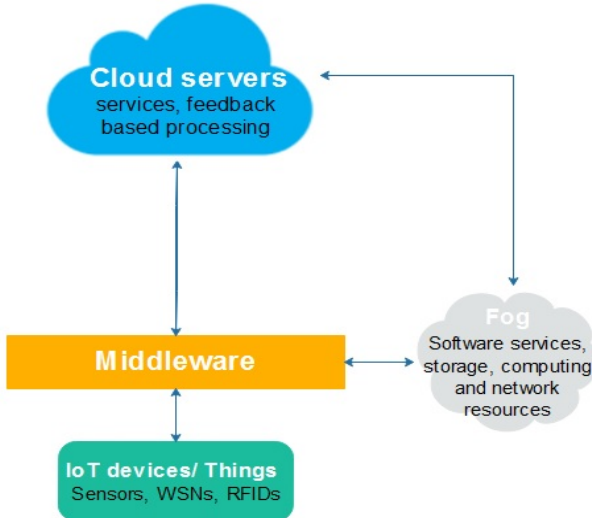 Cloud servers
services, feedback
based processing
Fog
Software services,
storage, computing
and network
resources
Middleware
IoT devices/ Things
Sensors, WSNs, RFIDs